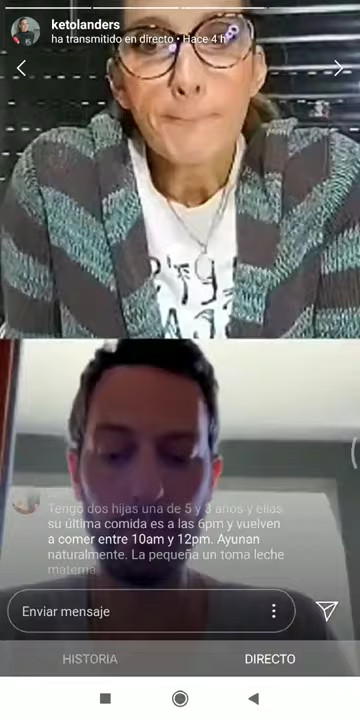 ketolanders
ha transmitido en directo • Hace 4 h
Tengo dos hijas una de 5 y 3 años y ellas
su última comida es a las 6pm y vuelven
a comer entre 10am y 12pm. Ayunan
naturalmente. La pequeña un toma leche
materna
Enviar mensaje
HISTORIA
DIRECTO